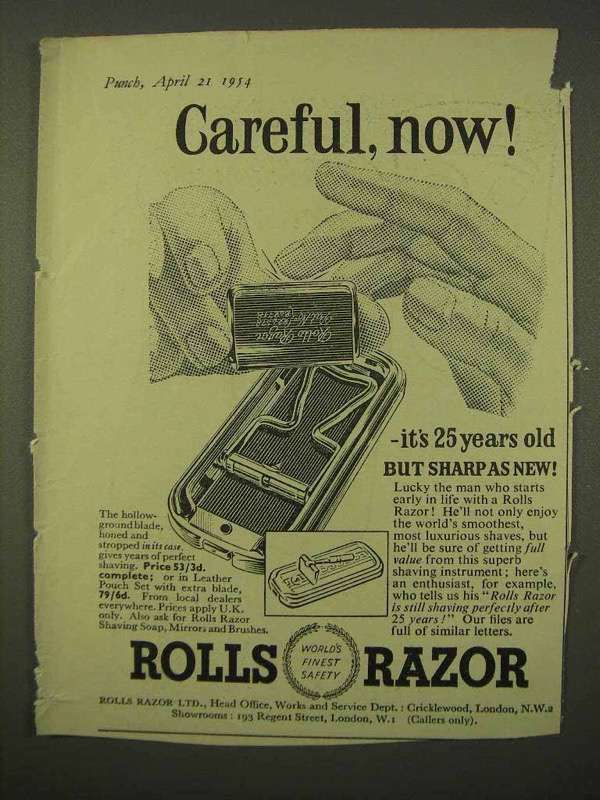 Punch, April 21 1954
Careful, now!
Rolls Razor
-it's 25 years old
BUT SHARP AS NEW!
Lucky the man who starts
early in life with a Rolls
Razor! He'll not only enjoy
the world's smoothest,
most luxurious shaves, but
he'll be sure of getting full
value from this superb
shaving instrument; here's
an enthusiast, for example,
who tells us his "Rolls Razor
is still shaving perfectly after
25 years!" Our files are
full of similar letters.
The hollow-
ground blade,
honed and
stropped in its case,
gives years of perfect
shaving. Price 53/3d.
complete; or in Leather
Pouch Set with extra blade,
79/6d. From local dealers
everywhere. Prices apply U.K.
only. Also ask for Rolls Razor
Shaving Soap, Mirrors and Brushes.
ROLLS RAZOR
WORLD'S
FINEST
SAFETY
ROLLS RAZOR LTD., Head Office, Works and Service Dept.: Cricklewood, London, N.W.2
Showrooms: 193 Regent Street, London, W.1 (Callers only).